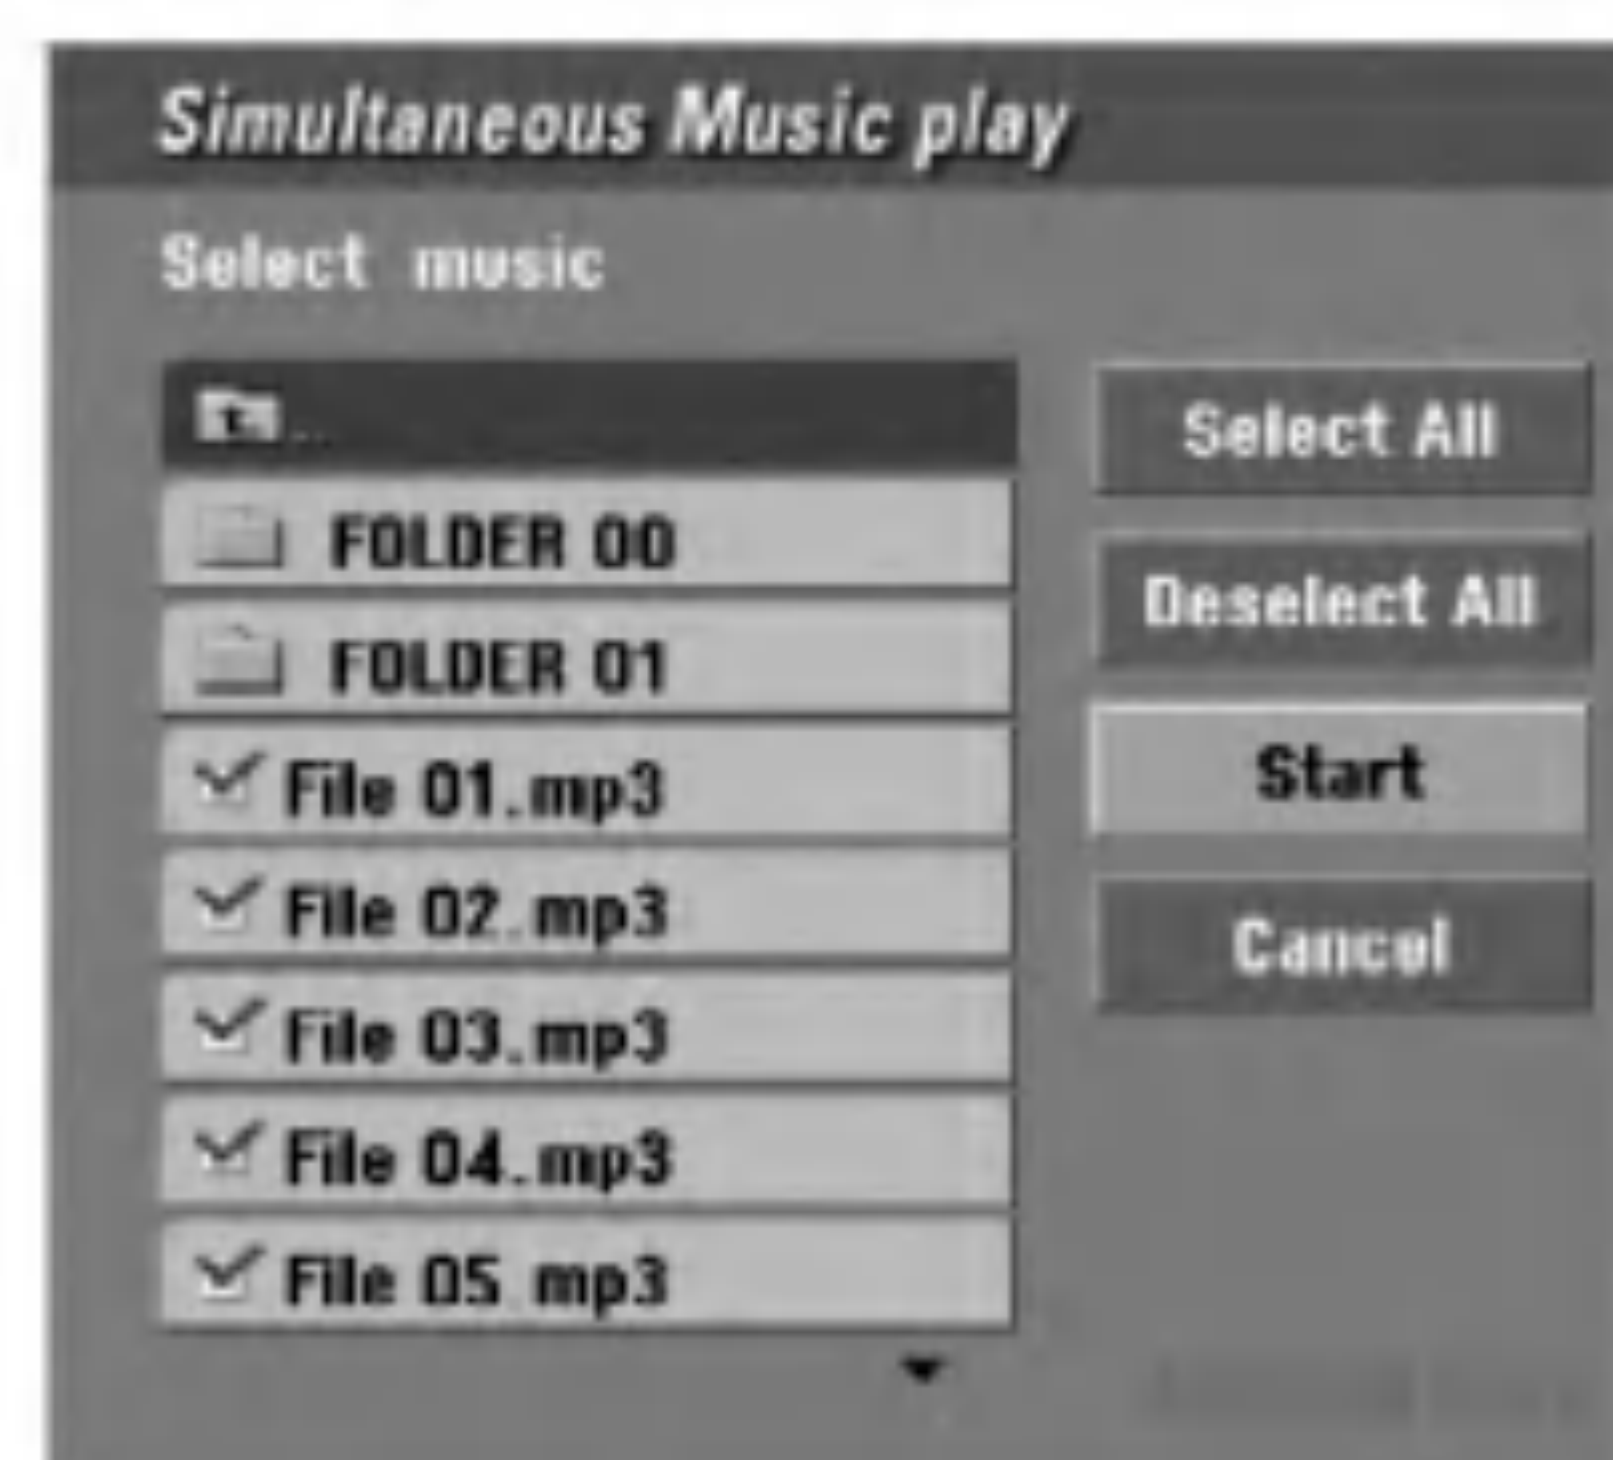 Simultaneous Music play
Select music
..
FOLDER 00
FOLDER 01
File 01.mp3
File 02.mp3
File 03.mp3
File 04.mp3
File 05.mp3
Select All
Deselect All
Start
Cancel